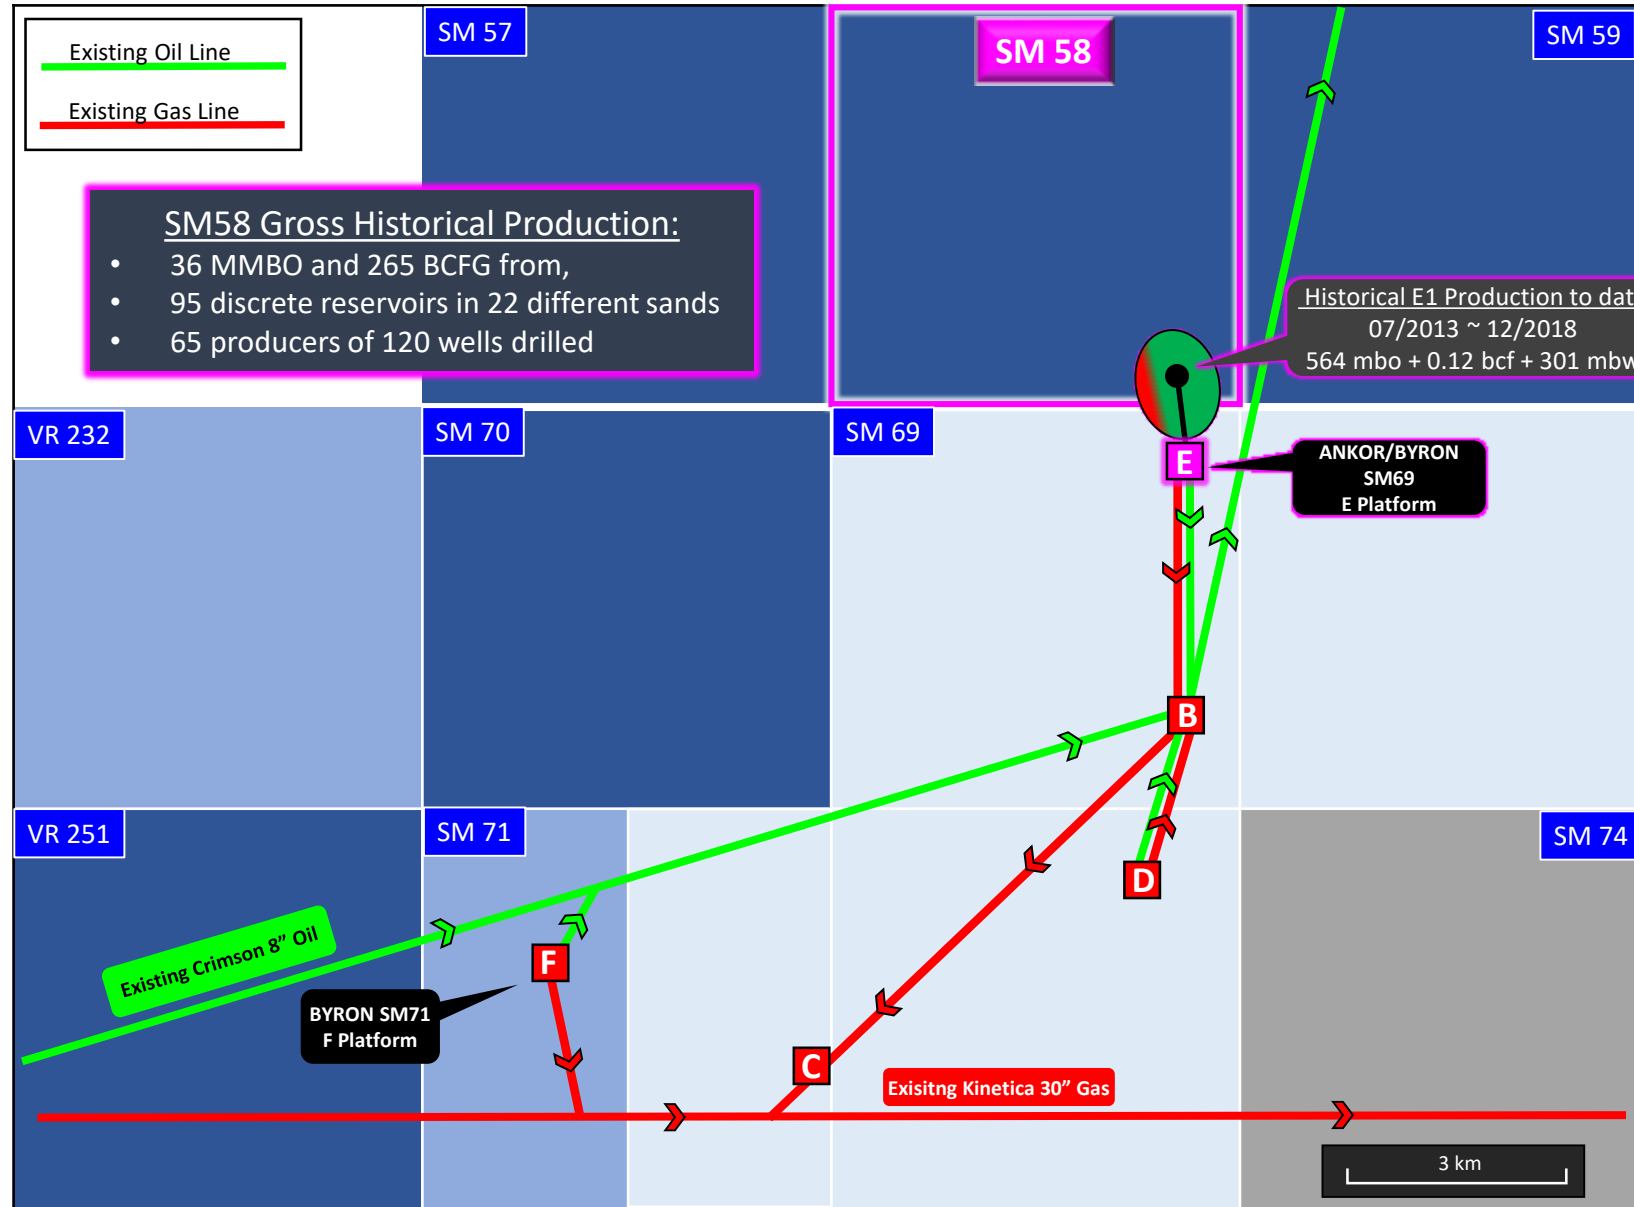 Existing Oil Line
Existing Gas Line
SM 57
SM 58
SM 59
SM58 Gross Historical Production:
• 36 MMBO and 265 BCFG from,
• 95 discrete reservoirs in 22 different sands
• 65 producers of 120 wells drilled
Historical E1 Production to dat
07/2013 ~ 12/2018
564 mbo + 0.12 bcf + 301 mbw
VR 232
SM 70
SM 69
E
ANKOR/BYRON
SM69
E Platform
B
VR 251
SM 71
SM 74
D
Existing Crimson 8” Oil
F
BYRON SM71
F Platform
C
Exisitng Kinetica 30” Gas
3 km